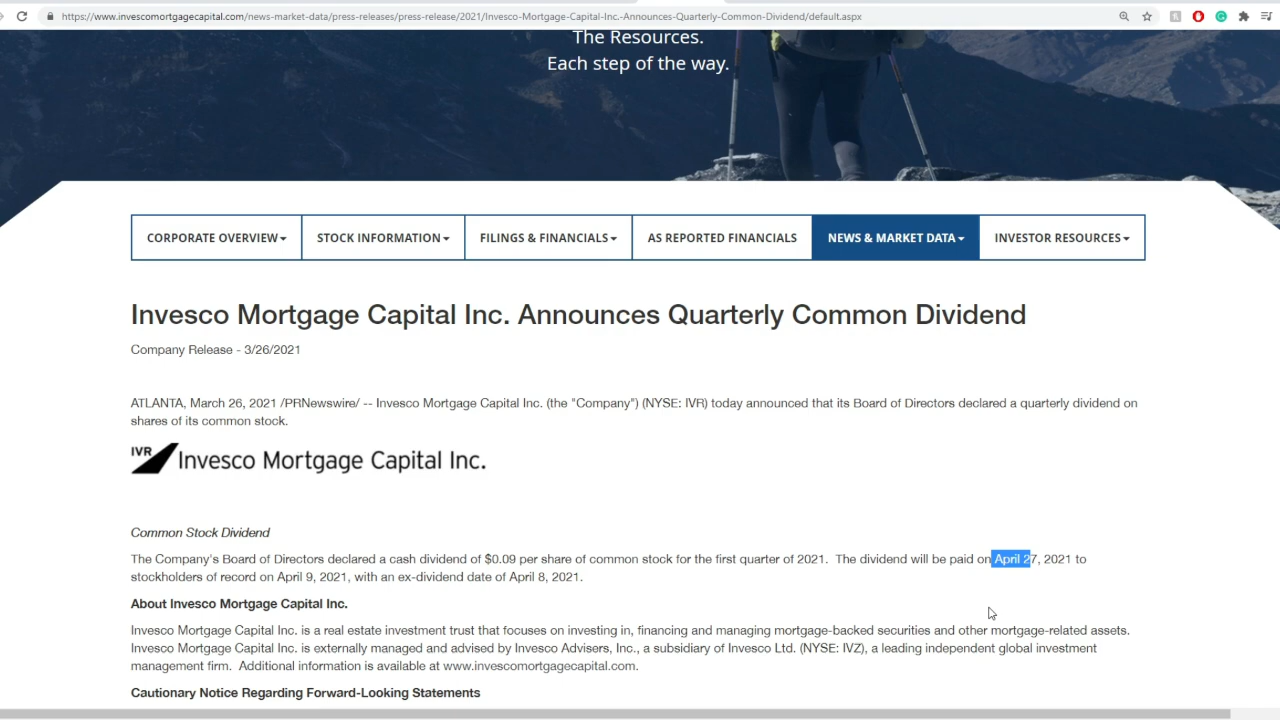 https://www.invescomortgagecapital.com/news-market-data/press-releases/press-release/2021/Invesco-Mortgage-Capital-Inc.-Announces-Quarterly-Common-Dividend/default.aspx
The Resources.
Each step of the way.
CORPORATE OVERVIEW STOCK INFORMATION FILINGS & FINANCIALS AS REPORTED FINANCIALS NEWS & MARKET DATA INVESTOR RESOURCES
Invesco Mortgage Capital Inc. Announces Quarterly Common Dividend
Company Release - 3/26/2021
ATLANTA, March 26, 2021 /PRNewswire/ -- Invesco Mortgage Capital Inc. (the "Company") (NYSE: IVR) today announced that its Board of Directors declared a quarterly dividend on
shares of its common stock.
IVR Invesco Mortgage Capital Inc.
Common Stock Dividend
The Company's Board of Directors declared a cash dividend of $0.09 per share of common stock for the first quarter of 2021.  The dividend will be paid on April 27, 2021 to
stockholders of record on April 9, 2021, with an ex-dividend date of April 8, 2021.
About Invesco Mortgage Capital Inc.
Invesco Mortgage Capital Inc. is a real estate investment trust that focuses on investing in, financing and managing mortgage-backed securities and other mortgage-related assets.
Invesco Mortgage Capital Inc. is externally managed and advised by Invesco Advisers, Inc., a subsidiary of Invesco Ltd. (NYSE: IVZ), a leading independent global investment
management firm.  Additional information is available at www.invescomortgagecapital.com.
Cautionary Notice Regarding Forward-Looking Statements